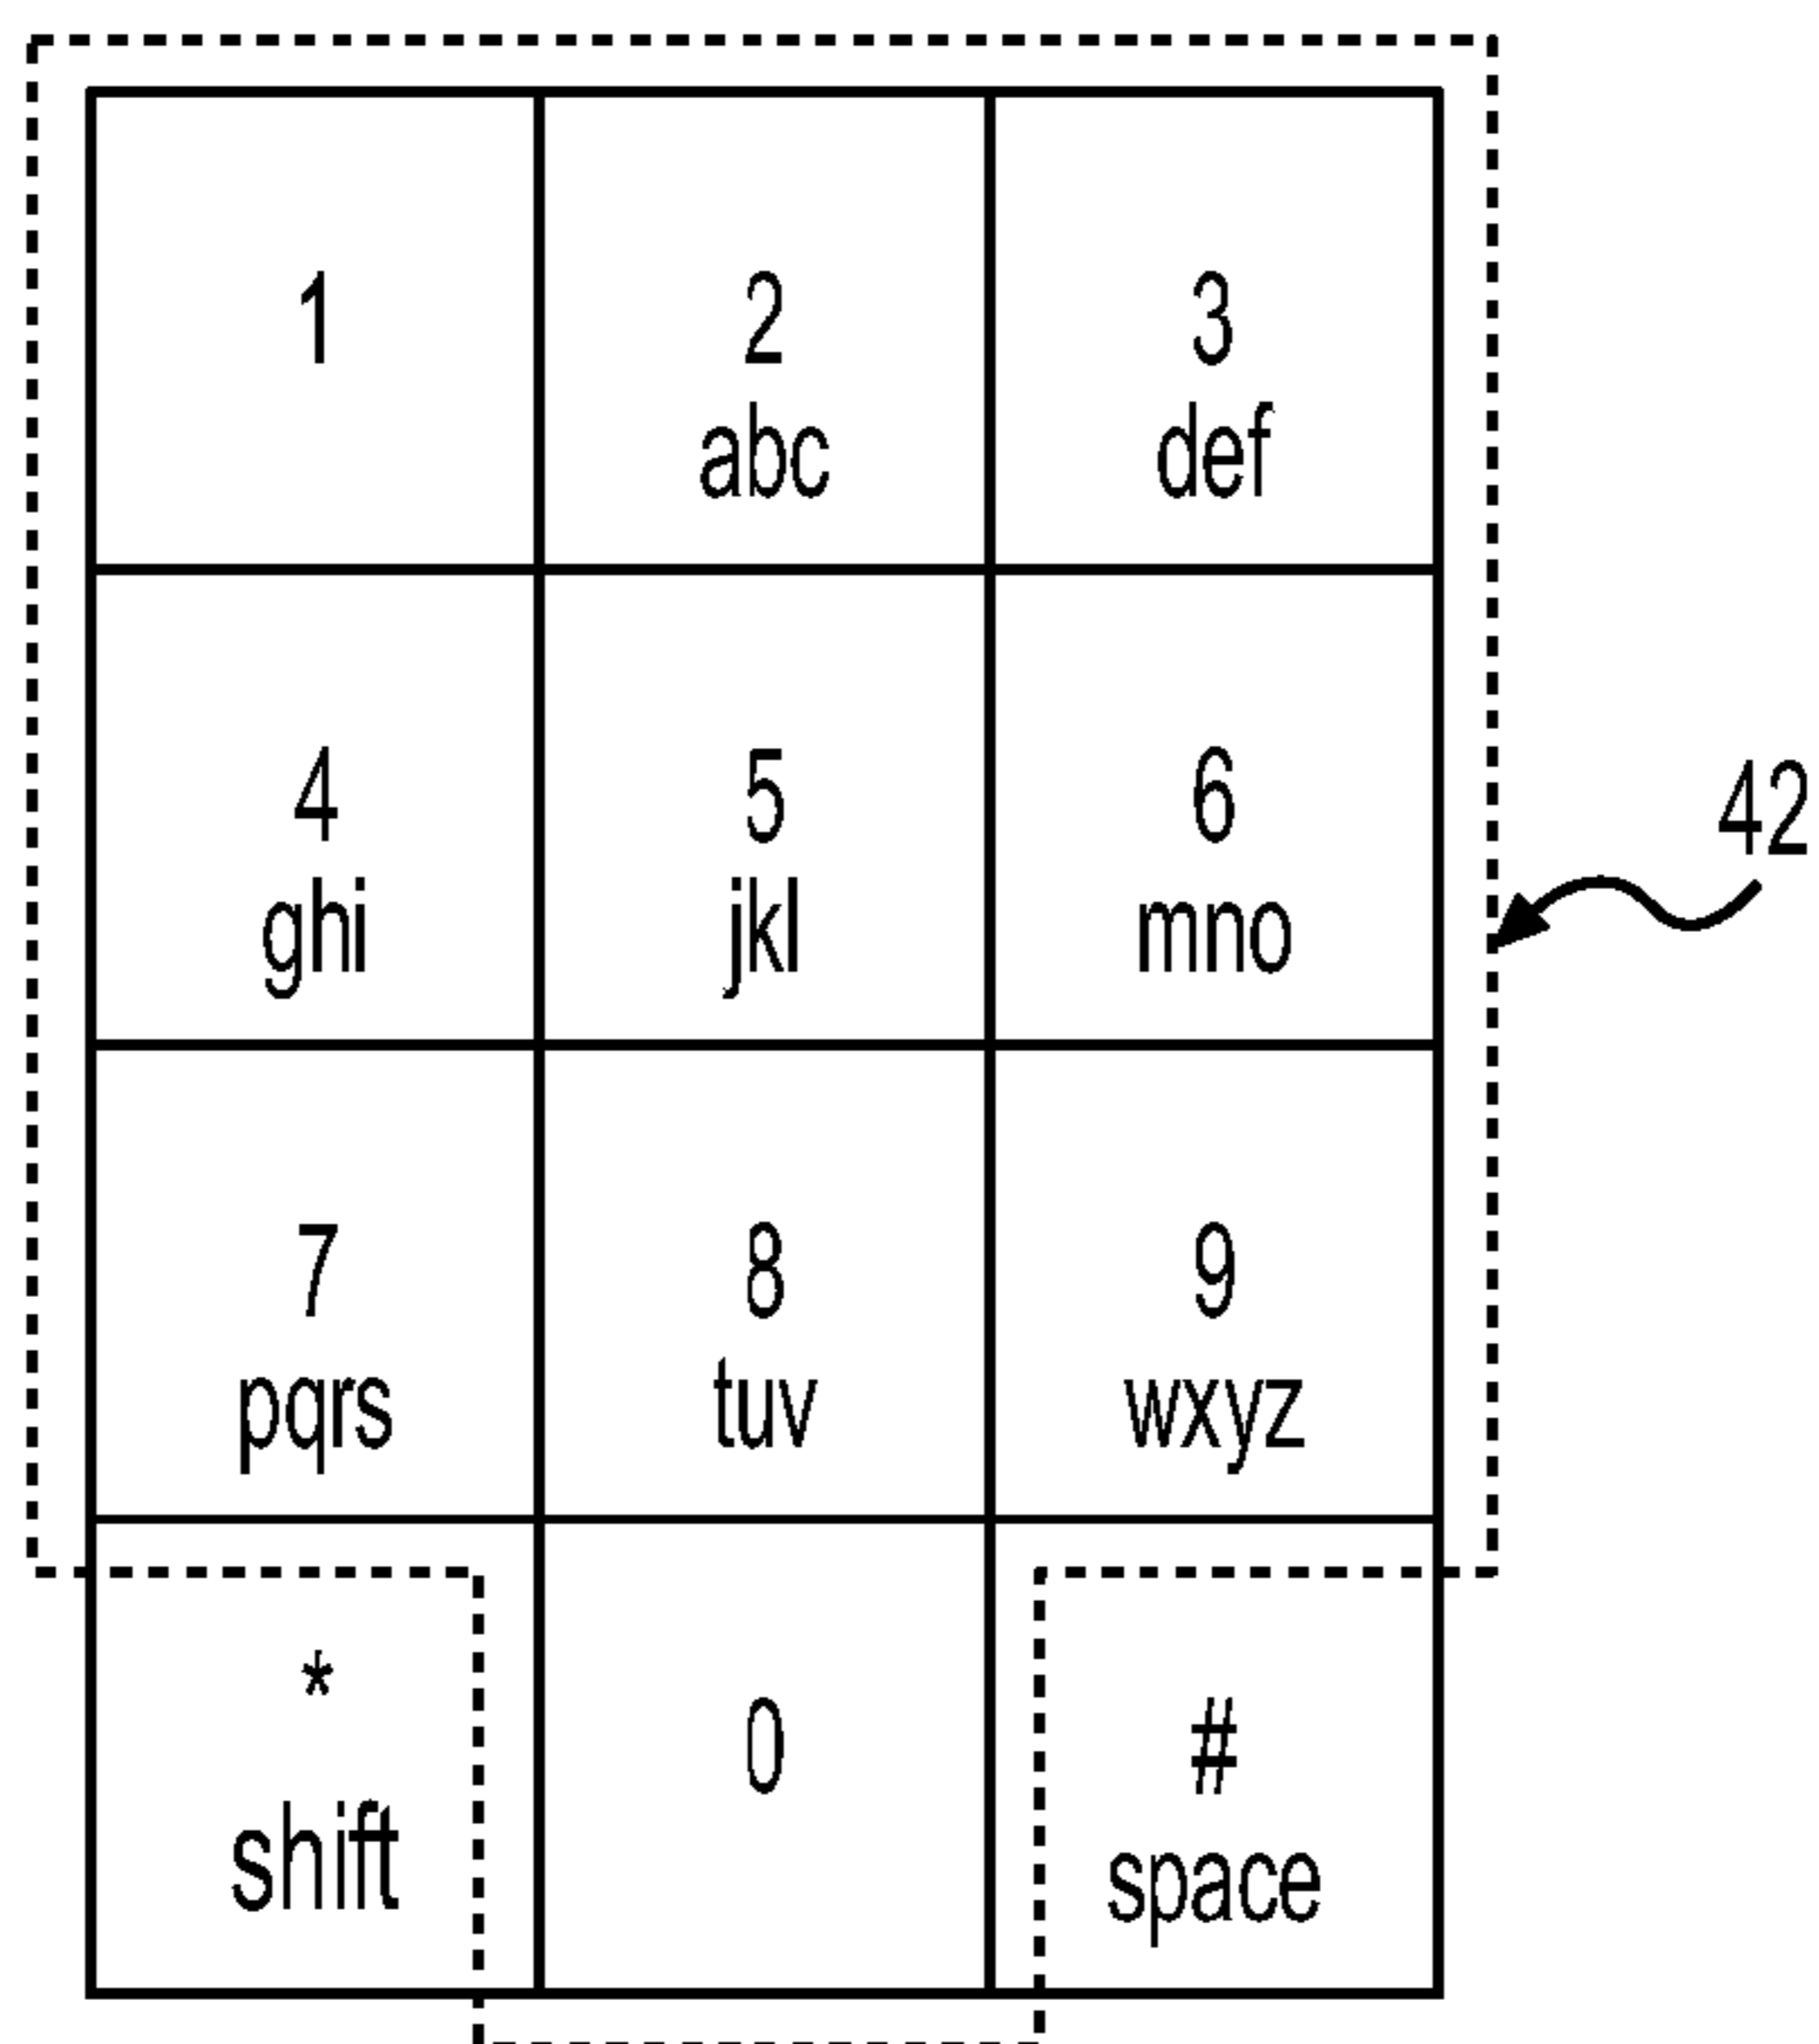 1 2 3
abc def
4 5 6
ghi jkl mno
42
7 8 9
pqrs tuv wxyz
* 0 #
shift space